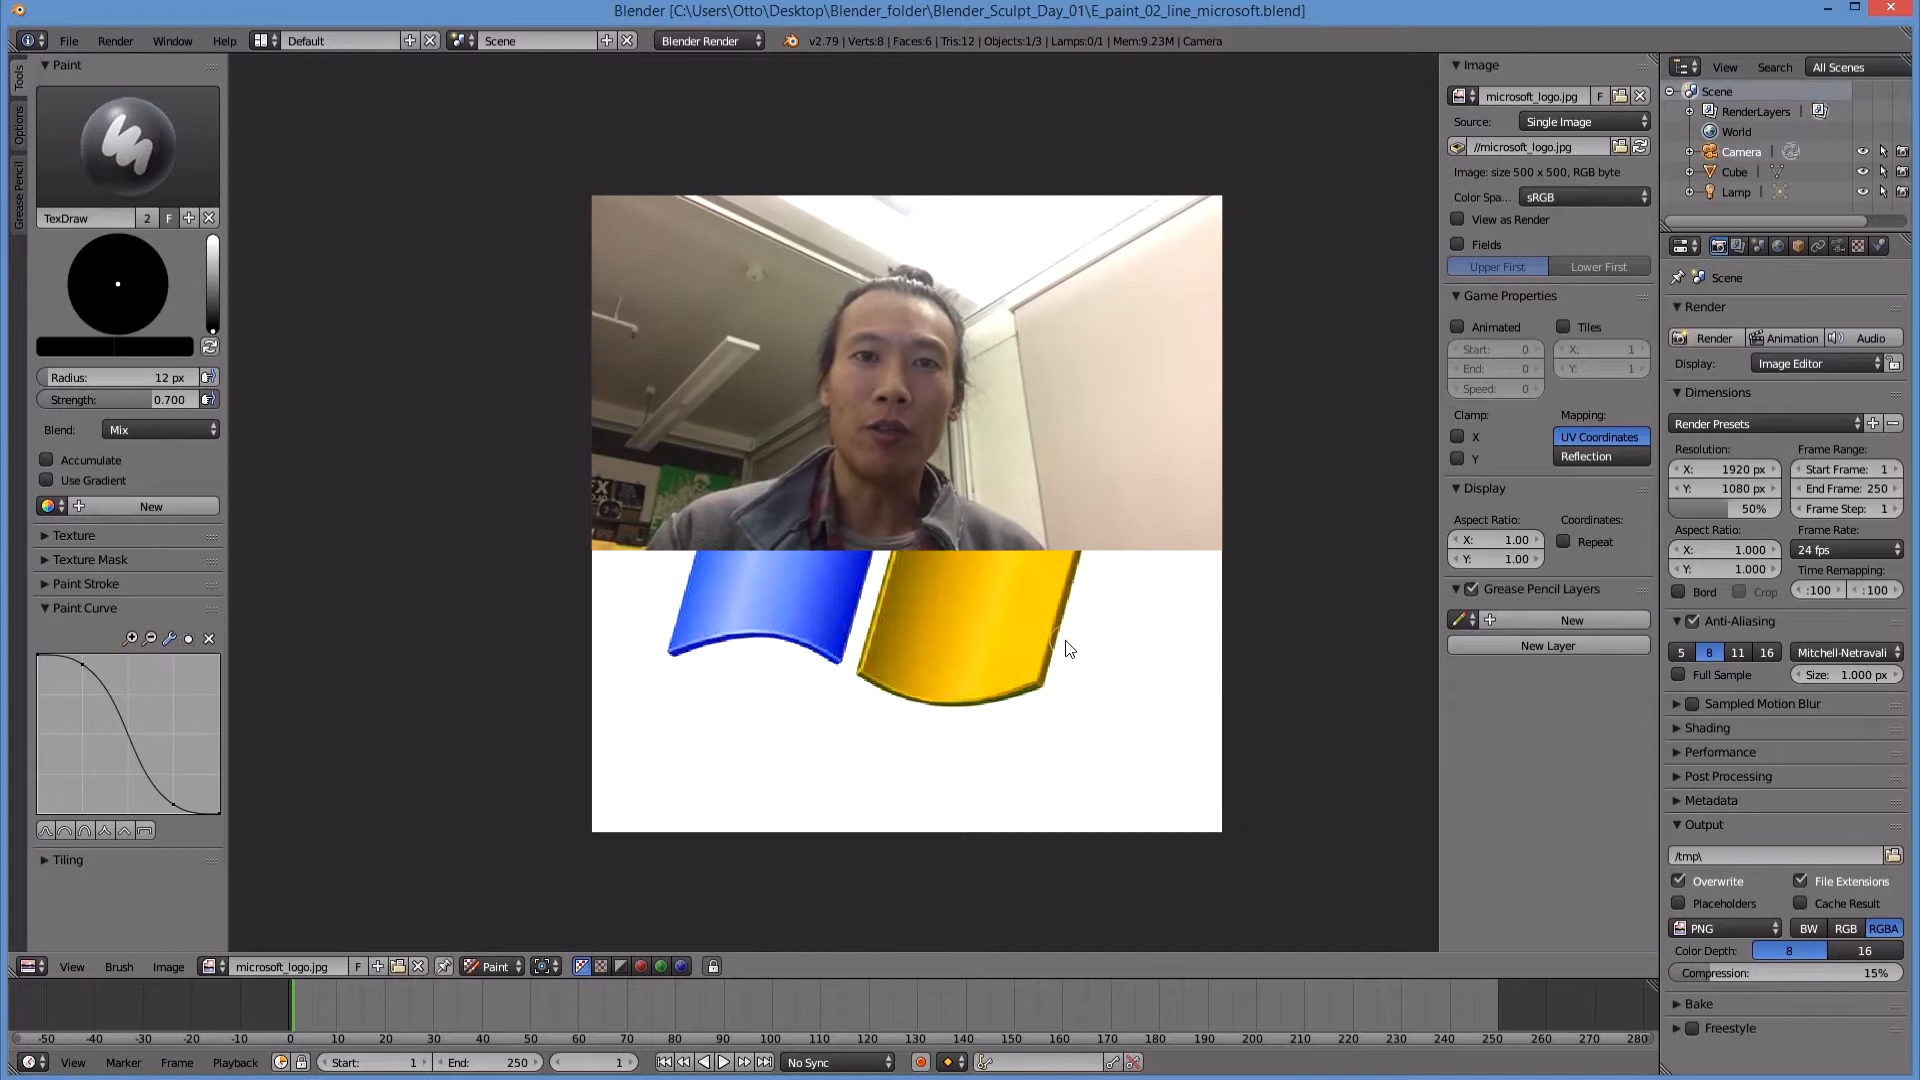 Blender [C:\Users\Otto\Desktop\Blender_folder\Blender_Sculpt_Day_01\E_paint_02_line_microsoft.blend]
File Render Window Help Default Scene Blender Render v2.79 | Verts:8 | Faces:6 | Tris:12 | Objects:1/3 | Lamps:0/1 | Mem:9.23M | Camera
Tools
Options
Grease Pencil
Paint
TexDraw 2 F
Radius: 12 px
Strength: 0.700
Blend: Mix
Accumulate
Use Gradient
New
Texture
Texture Mask
Paint Stroke
Paint Curve
Tiling
Image
microsoft_logo.jpg F
Source: Single Image
//microsoft_logo.jpg
Image: size 500 x 500, RGB byte
Color Spa... sRGB
View as Render
Fields
Upper First Lower First
Game Properties
Animated Tiles
Start: 0 X: 1
End: 0 Y: 1
Speed: 0
Clamp: Mapping:
X UV Coordinates
Y Reflection
Display
Aspect Ratio: Coordinates:
X: 1.00 Repeat
Y: 1.00
Grease Pencil Layers
New
New Layer
View Search All Scenes
Scene
RenderLayers |
World
Camera |
Cube |
Lamp |
Scene
Render
Render Animation Audio
Display: Image Editor
Dimensions
Render Presets
Resolution: Frame Range:
X: 1920 px Start Frame: 1
Y: 1080 px End Frame: 250
50% Frame Step: 1
Aspect Ratio: Frame Rate:
X: 1.000 24 fps
Y: 1.000 Time Remapping:
Bord Crop :100 :100
Anti-Aliasing
5 8 11 16 Mitchell-Netravali
Full Sample Size: 1.000 px
Sampled Motion Blur
Shading
Performance
Post Processing
Metadata
Output
/tmp\
Overwrite File Extensions
Placeholders Cache Result
PNG BW RGB RGBA
Color Depth: 8 16
Compression: 15%
Bake
Freestyle
View Brush Image microsoft_logo.jpg F Paint
-50 -40 -30 -20 -10 0 10 20 30 40 50 60 70 80 90 100 110 120 130 140 150 160 170 180 190 200 210 220 230 240 250 260 270 280
View Marker Frame Playback Start: 1 End: 250 1 No Sync